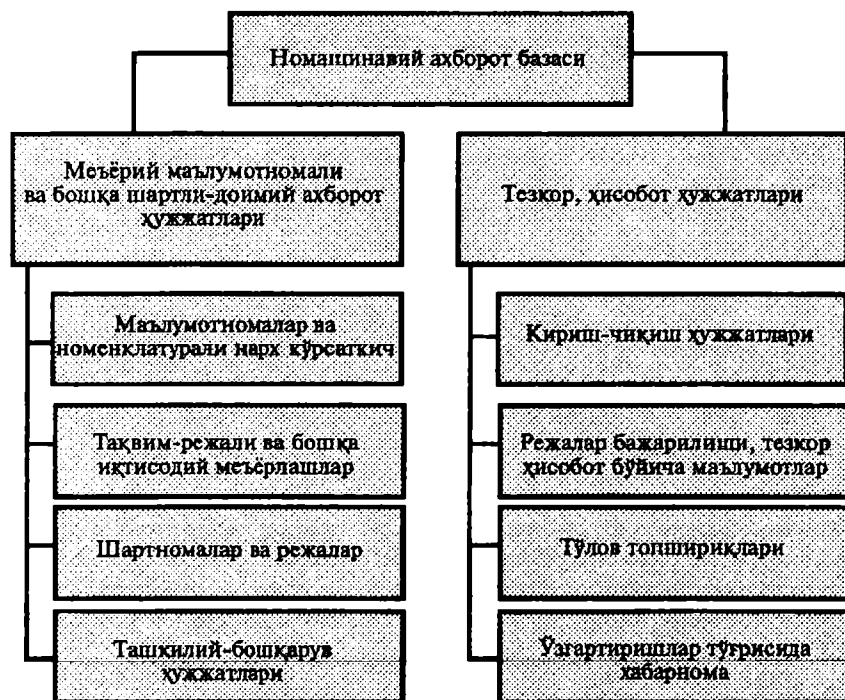 Номашинавий ахборот базаси
Меъёрий маълумотномали
ва бошқа шартли-доимий ахборот
ҳужжатлари
Тезкор, ҳисобот ҳужжатлари
Маълумотномалар ва
номенклатурали нарх кўрсаткич
Тақвим-режали ва бошқа
иқтисодий меъёрлашлар
Шартномалар ва режалар
Ташкилий-бошқарув
ҳужжатлари
Кириш-чиқиш ҳужжатлари
Режалар бажарилиши, тезкор
ҳисобот бўйича маълумотлар
Тўлов топшириқлари
Ўзгартиришлар тўғрисида
хабарнома